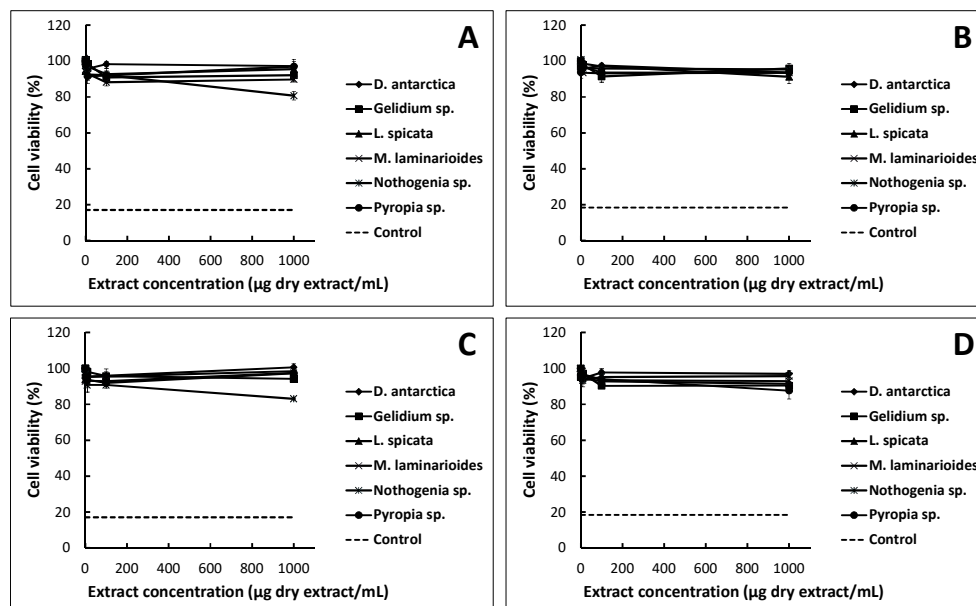 A
120
100
80
60
40
20
0
Cell viability (%)
0 200 400 600 800 1000
Extract concentration (µg dry extract/mL)
D. antarctica
Gelidium sp.
L. spicata
M. laminarioides
Nothogenia sp.
Pyropia sp.
Control
B
120
100
80
60
40
20
0
Cell viability (%)
0 200 400 600 800 1000
Extract concentration (µg dry extract/mL)
D. antarctica
Gelidium sp.
L. spicata
M. laminarioides
Nothogenia sp.
Pyropia sp.
Control
C
120
100
80
60
40
20
0
Cell viability (%)
0 200 400 600 800 1000
Extract concentration (µg dry extract/mL)
D. antarctica
Gelidium sp.
L. spicata
M. laminarioides
Nothogenia sp.
Pyropia sp.
Control
D
120
100
80
60
40
20
0
Cell viability (%)
0 200 400 600 800 1000
Extract concentration (µg dry extract/mL)
D. antarctica
Gelidium sp.
L. spicata
M. laminarioides
Nothogenia sp.
Pyropia sp.
Control